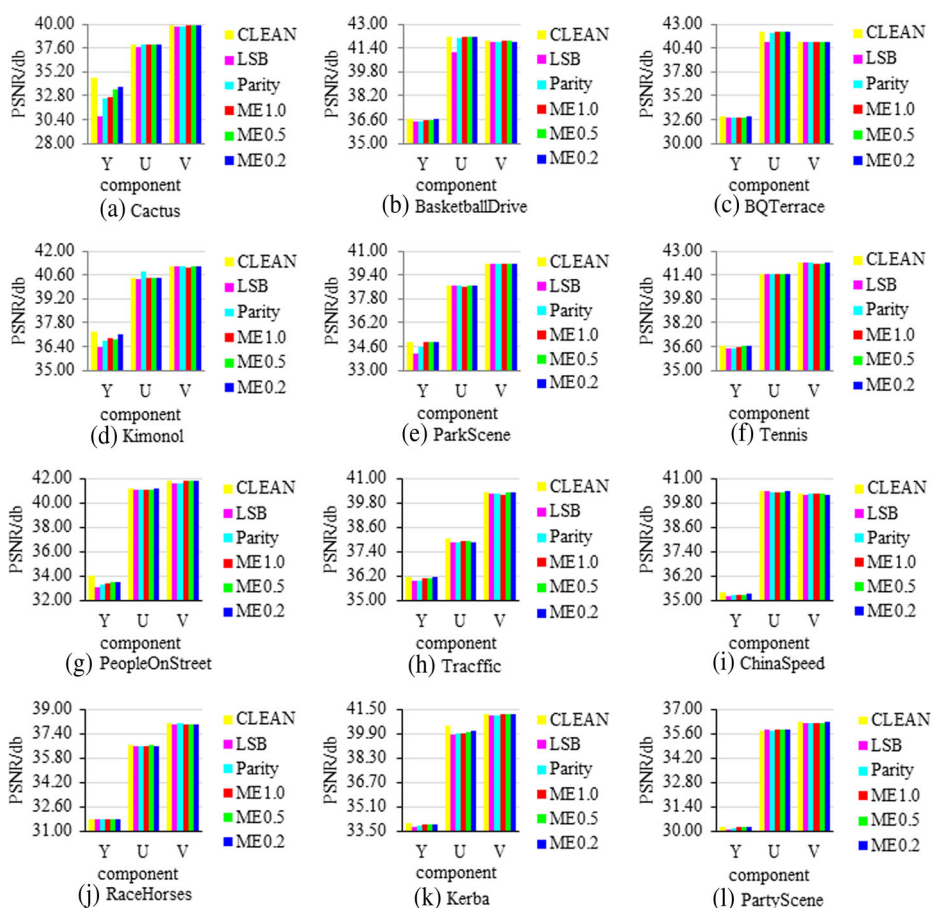 PSNR/db
40.00
37.60
35.20
32.80
30.40
28.00
Y U V
component
CLEAN
LSB
Parity
ME1.0
ME0.5
ME0.2
(a) Cactus
PSNR/db
43.00
41.40
39.80
38.20
36.60
35.00
Y U V
component
CLEAN
LSB
Parity
ME1.0
ME0.5
ME0.2
(b) BasketballDrive
PSNR/db
43.00
40.40
37.80
35.20
32.60
30.00
Y U V
component
CLEAN
LSB
Parity
ME1.0
ME0.5
ME0.2
(c) BQTerrace
PSNR/db
42.00
40.60
39.20
37.80
36.40
35.00
Y U V
component
CLEAN
LSB
Parity
ME1.0
ME0.5
ME0.2
(d) Kimonol
PSNR/db
41.00
39.40
37.80
36.20
34.60
33.00
Y U V
component
CLEAN
LSB
Parity
ME1.0
ME0.5
ME0.2
(e) ParkScene
PSNR/db
43.00
41.40
39.80
38.20
36.60
35.00
Y U V
component
CLEAN
LSB
Parity
ME1.0
ME0.5
ME0.2
(f) Tennis
PSNR/db
42.00
40.00
38.00
36.00
34.00
32.00
Y U V
component
CLEAN
LSB
Parity
ME1.0
ME0.5
ME0.2
(g) PeopleOnStreet
PSNR/db
41.00
39.80
38.60
37.40
36.20
35.00
Y U V
component
CLEAN
LSB
Parity
ME1.0
ME0.5
ME0.2
(h) Tracffic
PSNR/db
41.00
39.80
38.60
37.40
36.20
35.00
Y U V
component
CLEAN
LSB
Parity
ME1.0
ME0.5
ME0.2
(i) ChinaSpeed
PSNR/db
39.00
37.40
35.80
34.20
32.60
31.00
Y U V
component
CLEAN
LSB
Parity
ME1.0
ME0.5
ME0.2
(j) RaceHorses
PSNR/db
41.50
39.90
38.30
36.70
35.10
33.50
Y U V
component
CLEAN
LSB
Parity
ME1.0
ME0.5
ME0.2
(k) Kerba
PSNR/db
37.00
35.60
34.20
32.80
31.40
30.00
Y U V
component
CLEAN
LSB
Parity
ME1.0
ME0.5
ME0.2
(l) PartyScene